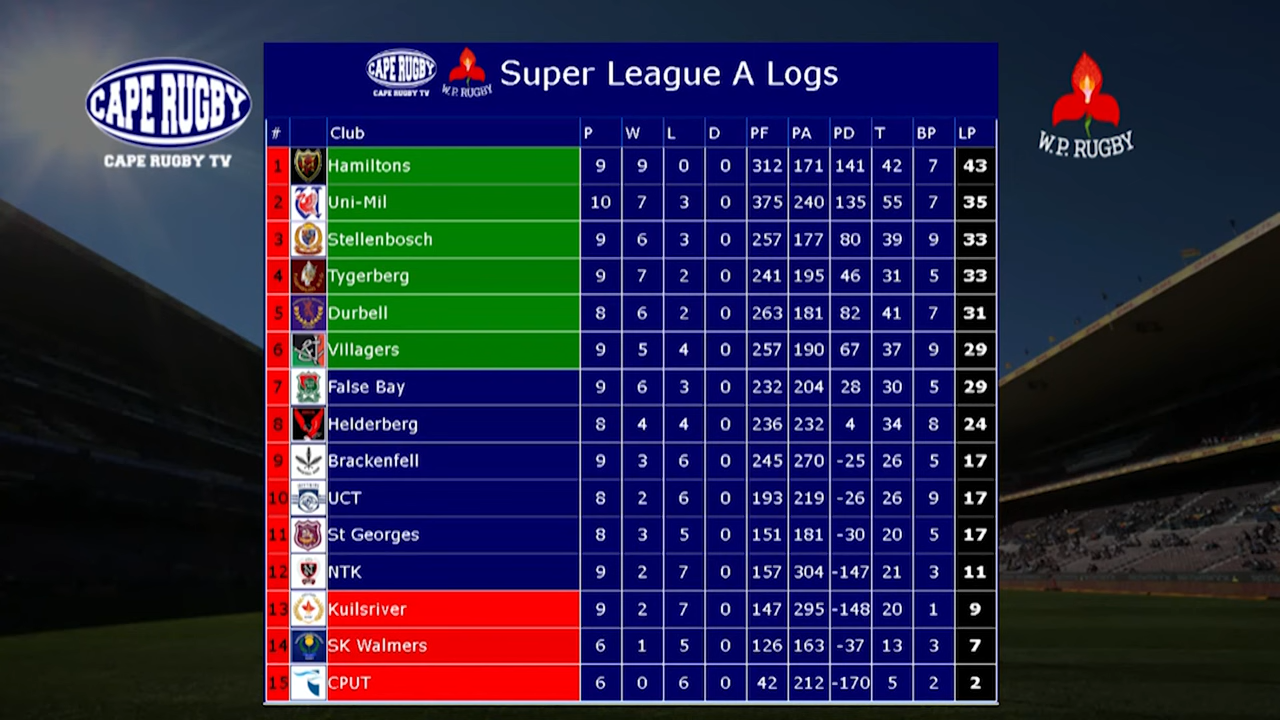 CAPE RUGBY
CAPE RUGBY TV
CAPE RUGBY
CAPE RUGBY TV
W.P. RUGBY
Super League A Logs
W.P. RUGBY
# Club P W L D PF PA PD T BP LP
1 Hamiltons 9 9 0 0 312 171 141 42 7 43
2 Uni-Mil 10 7 3 0 375 240 135 55 7 35
3 Stellenbosch 9 6 3 0 257 177 80 39 9 33
4 Tygerberg 9 7 2 0 241 195 46 31 5 33
5 Durbell 8 6 2 0 263 181 82 41 7 31
6 Villagers 9 5 4 0 257 190 67 37 9 29
7 False Bay 9 6 3 0 232 204 28 30 5 29
8 Helderberg 8 4 4 0 236 232 4 34 8 24
9 Brackenfell 9 3 6 0 245 270 -25 26 5 17
10 UCT 8 2 6 0 193 219 -26 26 9 17
11 St Georges 8 3 5 0 151 181 -30 20 5 17
12 NTK 9 2 7 0 157 304 -147 21 3 11
13 Kuilsriver 9 2 7 0 147 295 -148 20 1 9
14 SK Walmers 6 1 5 0 126 163 -37 13 3 7
15 CPUT 6 0 6 0 42 212 -170 5 2 2